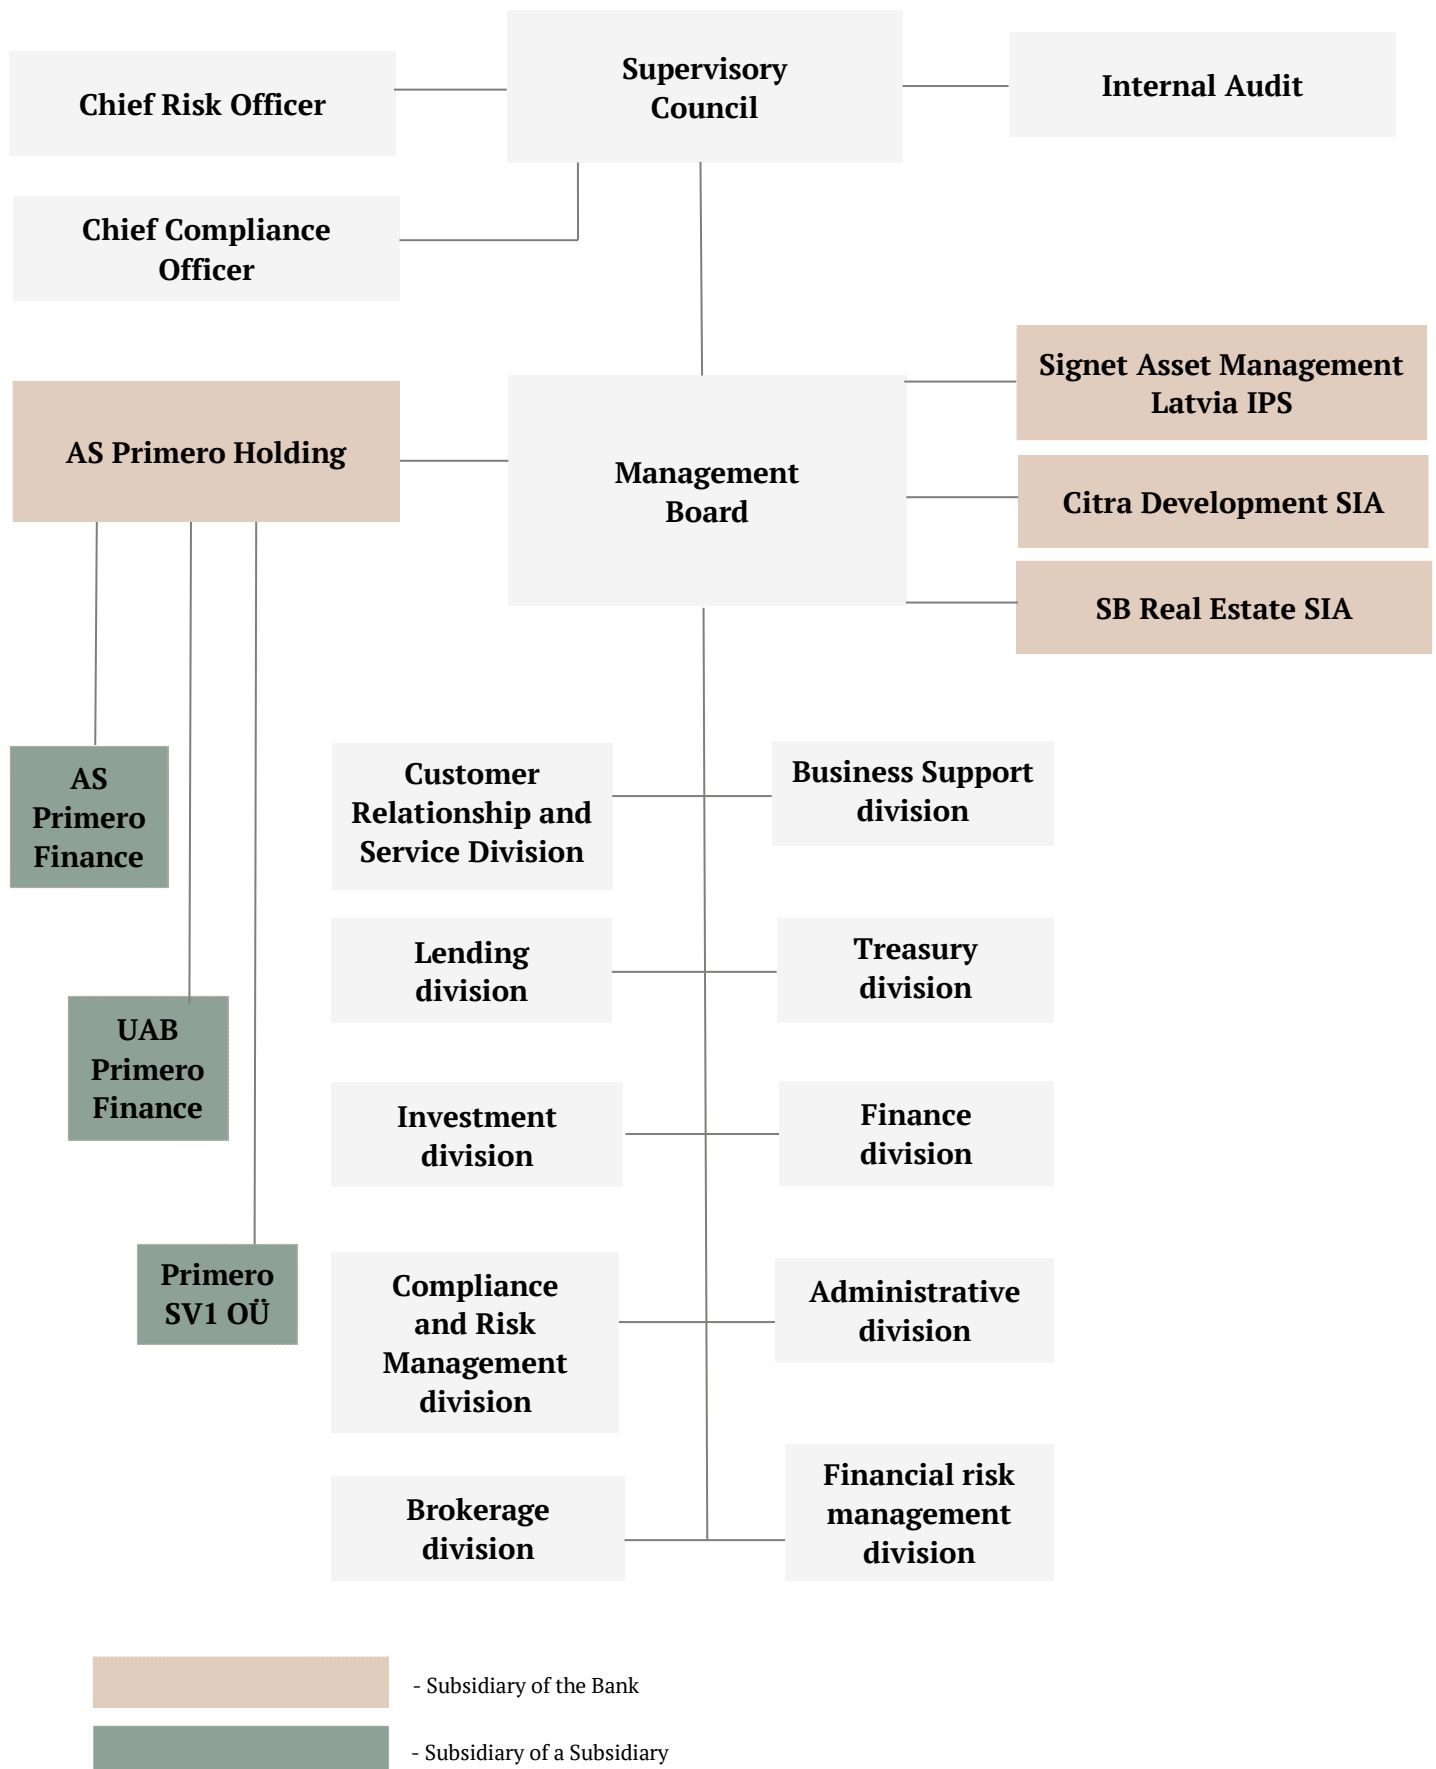 Supervisory
Council
Chief Risk Officer
Internal Audit
Chief Compliance
Officer
Signet Asset Management
Latvia IPS
AS Primero Holding
Management
Board
Citra Development SIA
SB Real Estate SIA
AS
Primero
Finance
Customer
Relationship and
Service Division
Business Support
division
Lending
division
Treasury
division
UAB
Primero
Finance
Investment
division
Finance
division
Primero
SV1 OÜ
Compliance
and Risk
Management
division
Administrative
division
Brokerage
division
Financial risk
management
division
- Subsidiary of the Bank
- Subsidiary of a Subsidiary